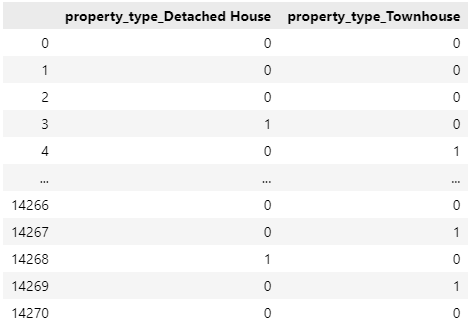 property_type_Detached House property_type_Townhouse
0 0 0
1 0 0
2 0 0
3 1 0
4 0 1
... ... ...
14266 0 0
14267 0 1
14268 1 0
14269 0 1
14270 0 0